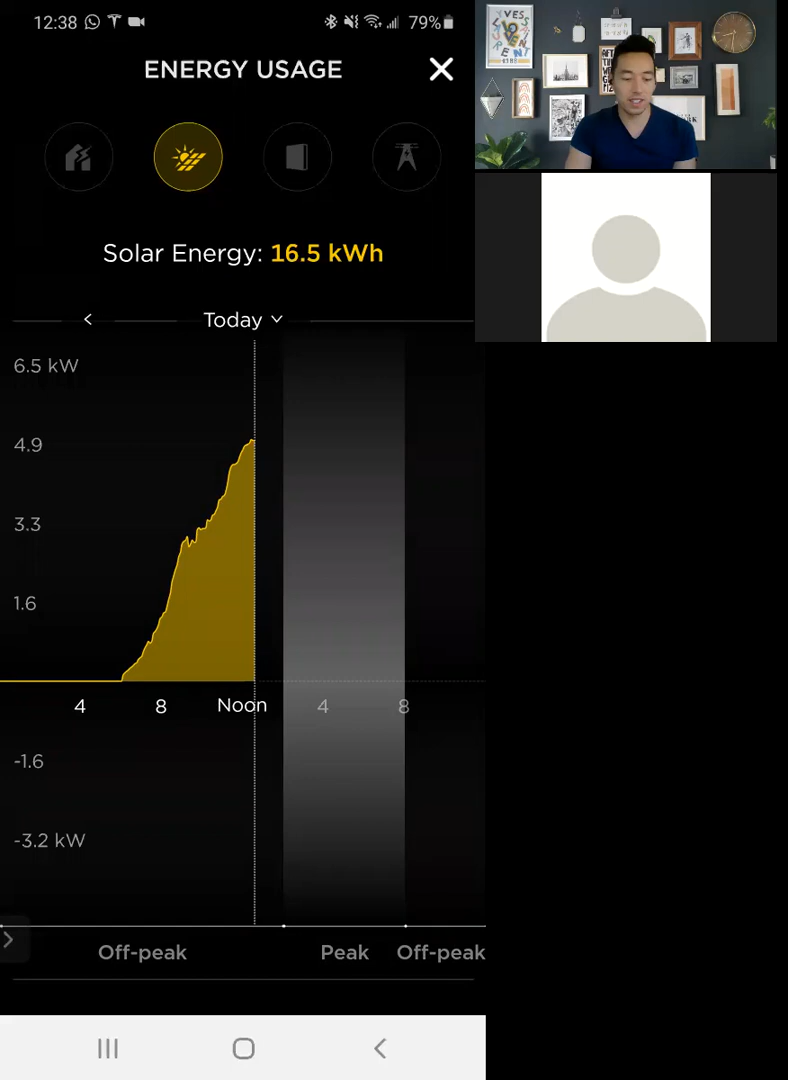 12:38
79%
ENERGY USAGE
Solar Energy: 16.5 kWh
Today
6.5 kW
4.9
3.3
1.6
4 8 Noon 4 8
-1.6
-3.2 kW
Off-peak Peak Off-peak
YVES